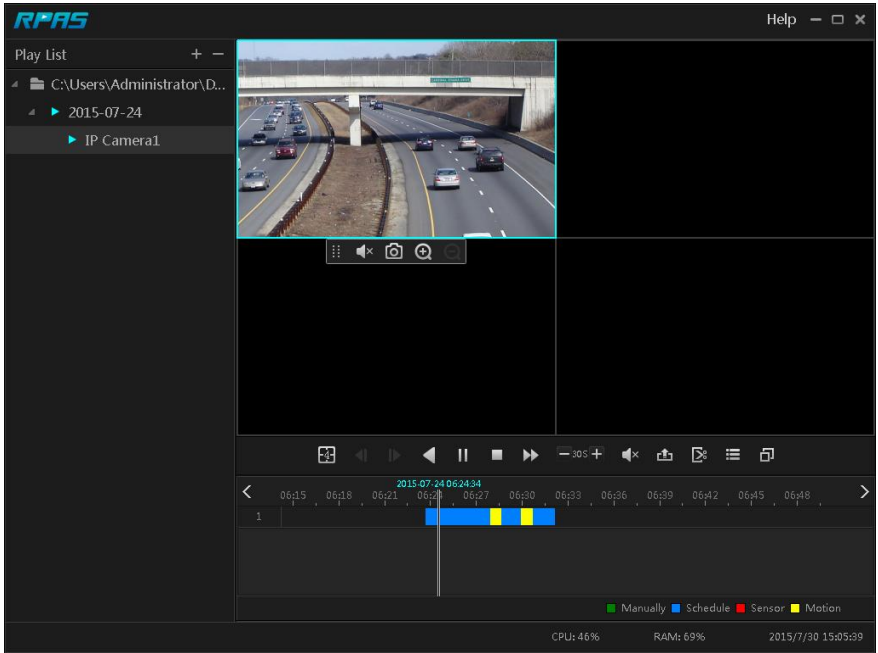 RPAS
Help
Play List
C:\Users\Administrator\D...
2015-07-24
IP Camera1
30S
2015-07-24 06:24:34
06:15 06:18 06:21 06:24 06:27 06:30 06:33 06:36 06:39 06:42 06:45 06:48
1
Manually Schedule Sensor Motion
CPU: 46% RAM: 69% 2015/7/30 15:05:39